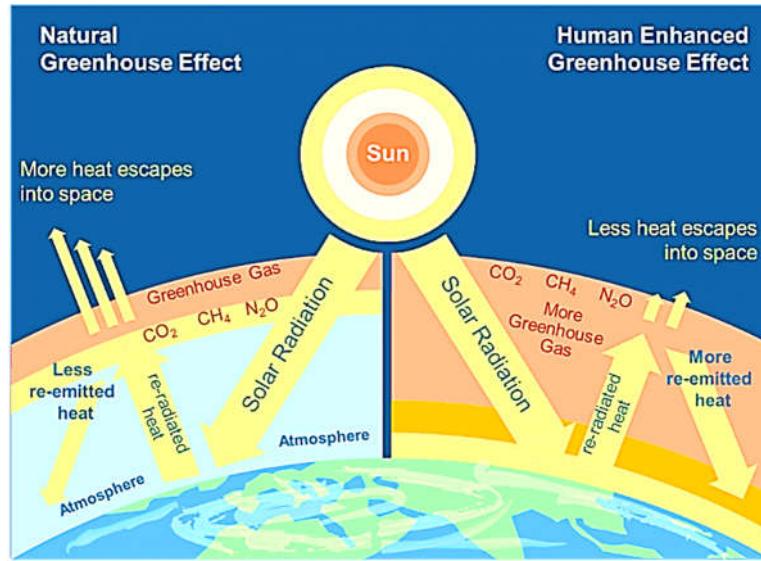 Natural
Greenhouse Effect
Human Enhanced
Greenhouse Effect
Sun
More heat escapes
into space
Less heat escapes
into space
Greenhouse Gas
CO2 CH4 N2O
Solar Radiation
Less
re-emitted
heat
re-radiated
heat
Atmosphere
Atmosphere
CO2 CH4 N2O
More
Greenhouse
Gas
Solar Radiation
re-radiated
heat
More
re-emitted
heat